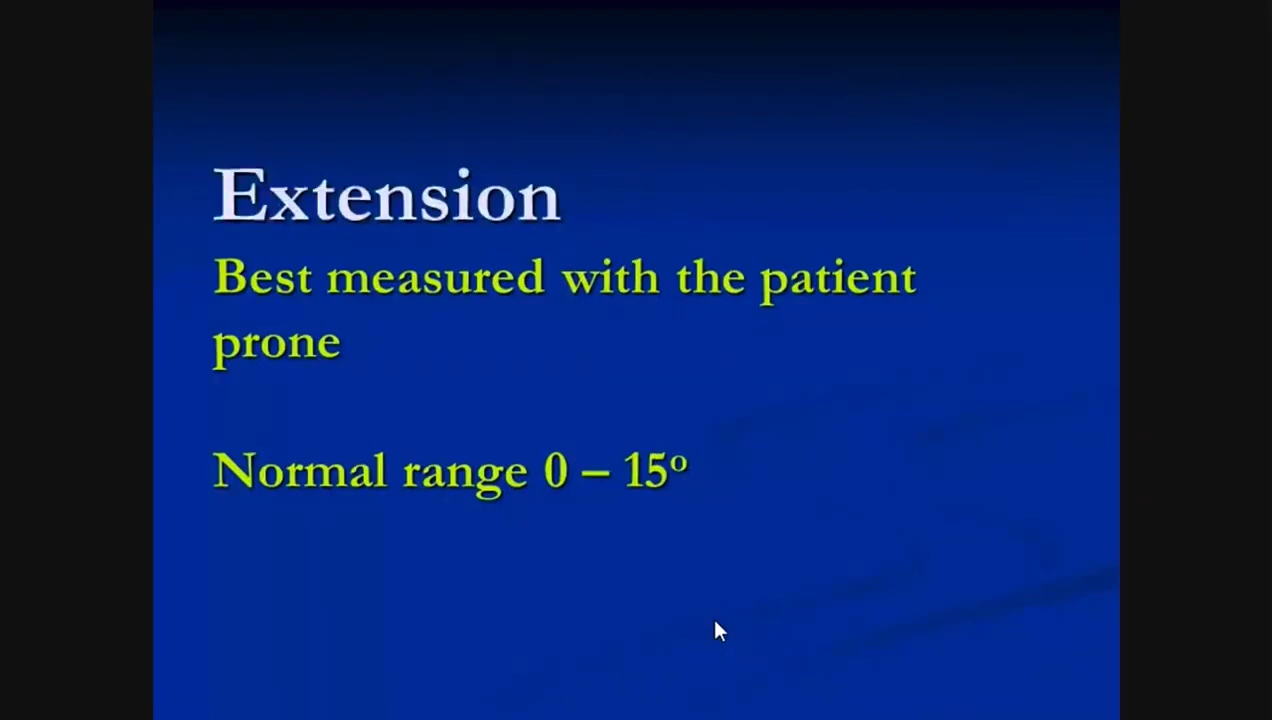 Extension
Best measured with the patient
prone
Normal range 0 – 15º